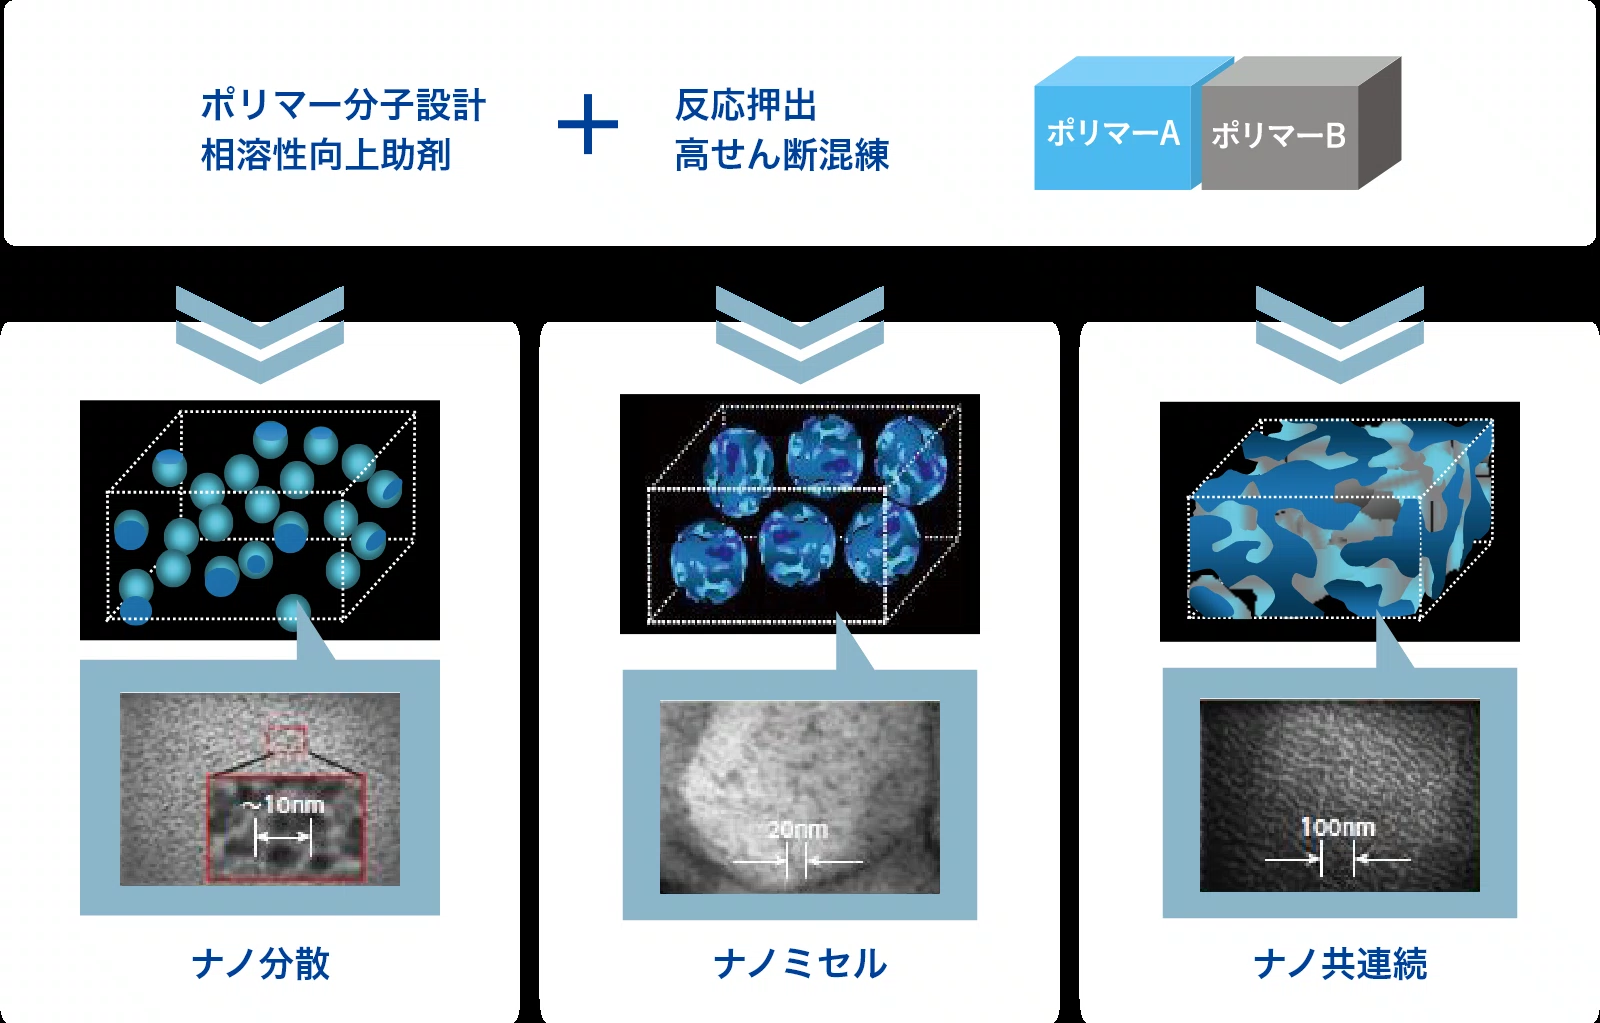 ポリマー分子設計
相溶性向上助剤
+
反応押出
高せん断混練
ポリマーA
ポリマーB
~10nm
20nm
100nm
ナノ分散
ナノミセル
ナノ共連続